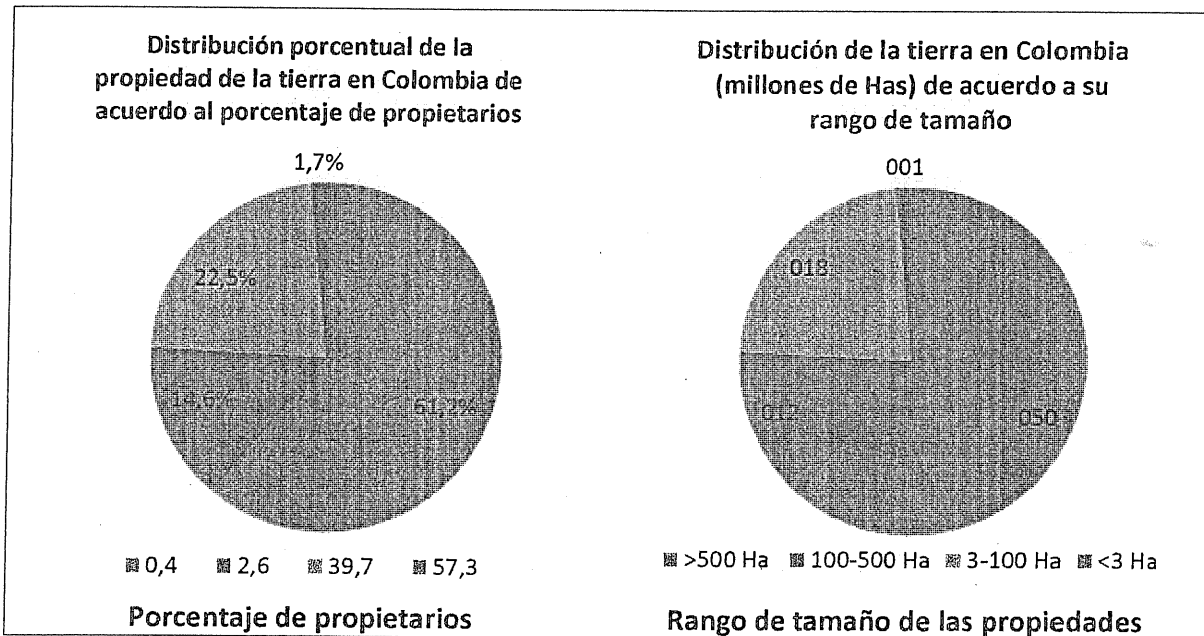 Distribución porcentual de la
propiedad de la tierra en Colombia de
acuerdo al porcentaje de propietarios
1,7%
22,5%
14,6%
61,2%
0,4 2,6 39,7 57,3
Porcentaje de propietarios
Distribución de la tierra en Colombia
(millones de Has) de acuerdo a su
rango de tamaño
001
018
012
050
>500 Ha 100-500 Ha 3-100 Ha <3 Ha
Rango de tamaño de las propiedades